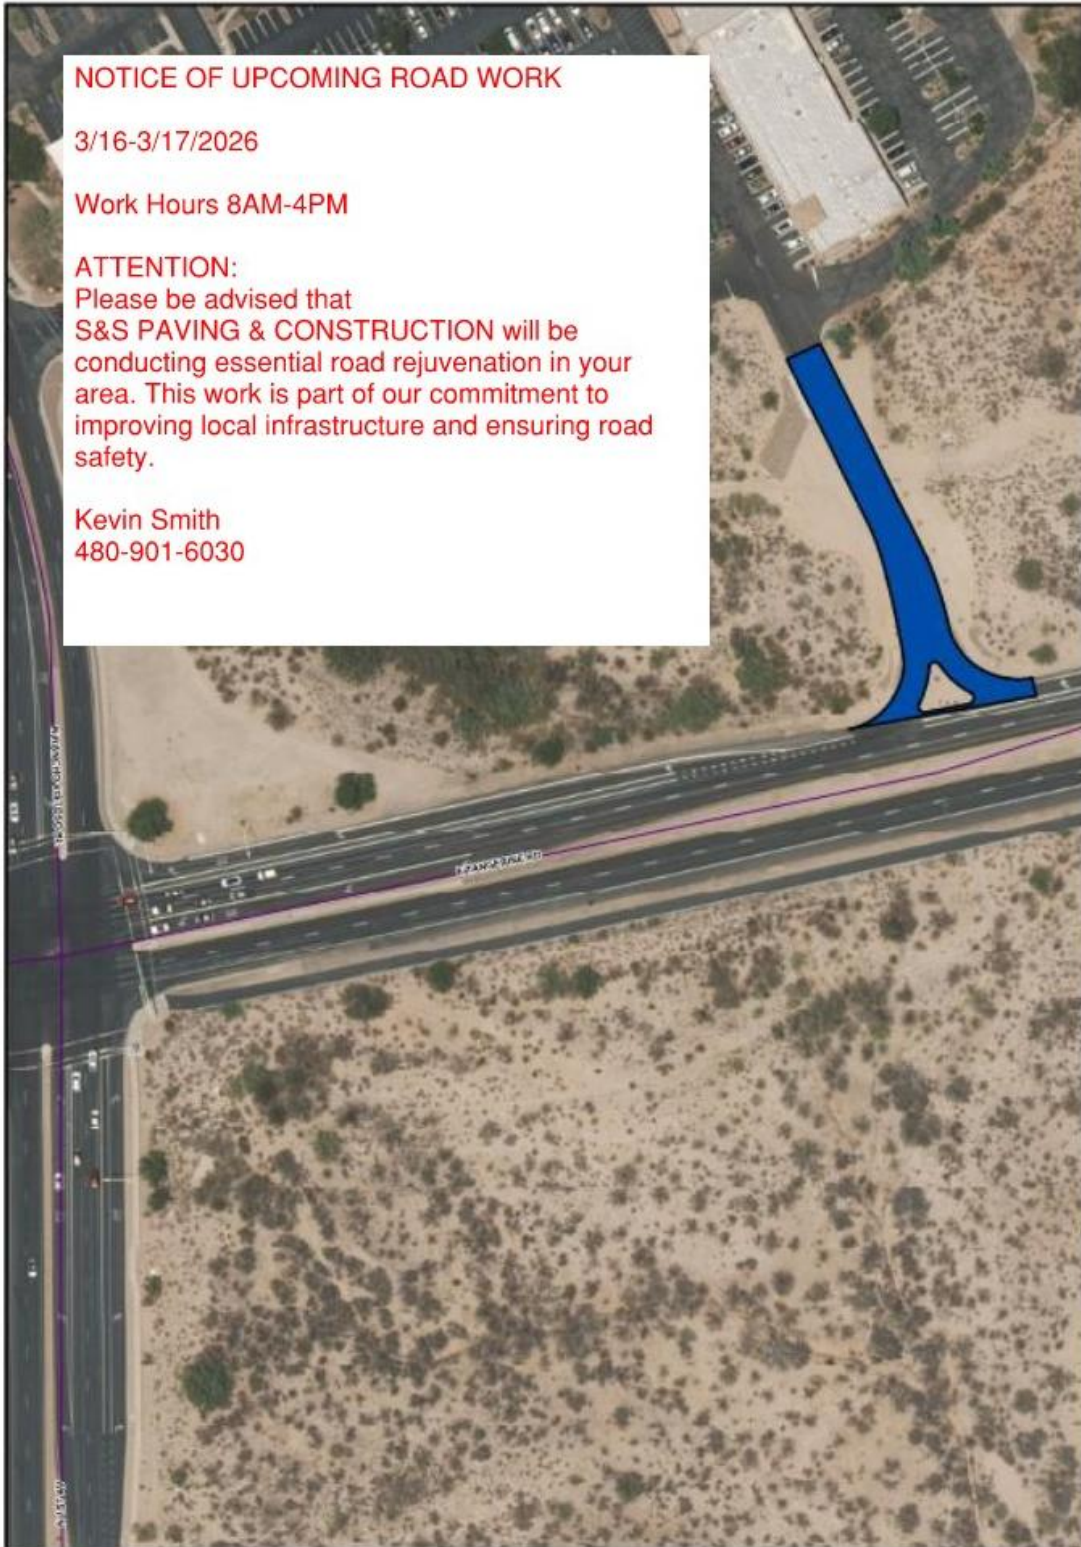 NOTICE OF UPCOMING ROAD WORK
3/16-3/17/2026
Work Hours 8AM-4PM
ATTENTION:
Please be advised that
S&S PAVING & CONSTRUCTION will be
conducting essential road rejuvenation in your
area. This work is part of our commitment to
improving local infrastructure and ensuring road
safety.
Kevin Smith
480-901-6030